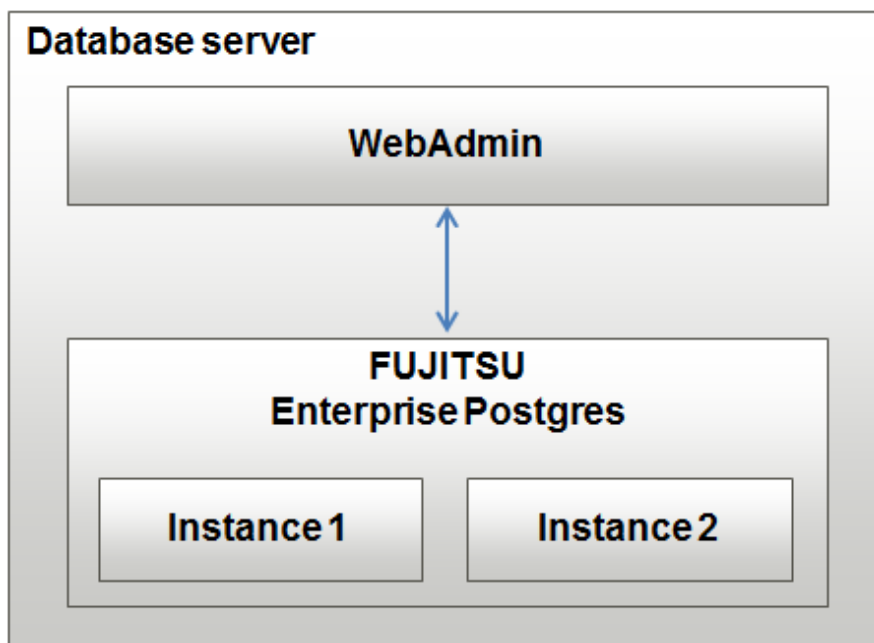 Database server
WebAdmin
FUJITSU
Enterprise Postgres
Instance 1
Instance 2